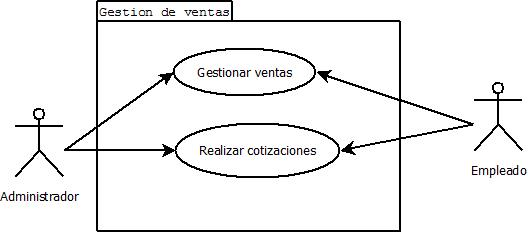 Gestion de ventas
Gestionar ventas
Realizar cotizaciones
Administrador
Empleado